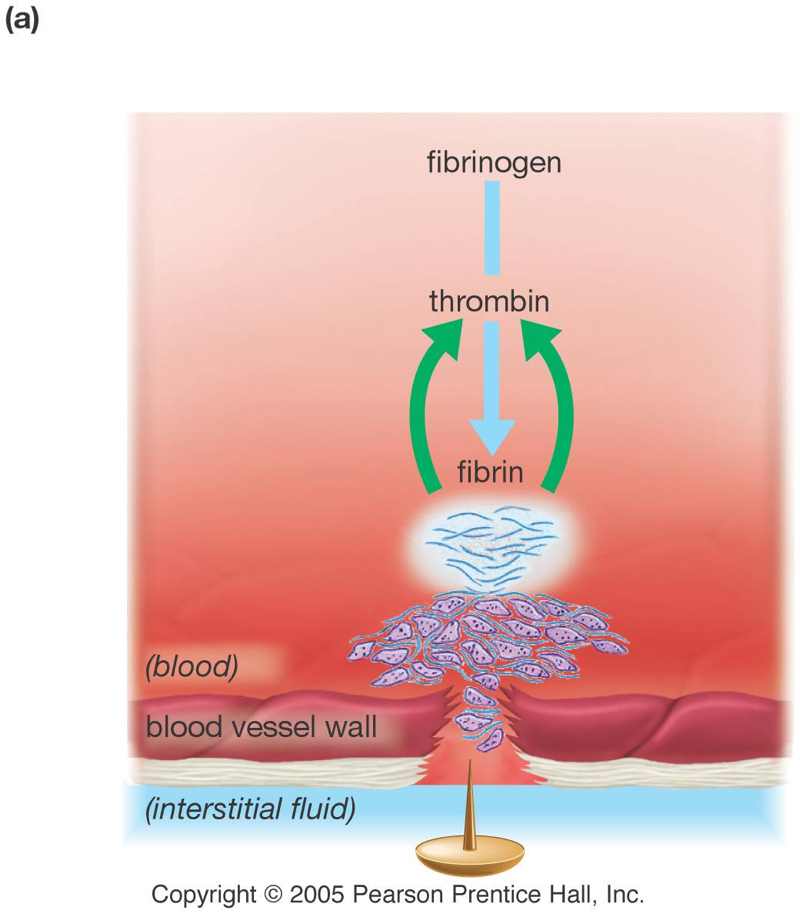 (a)
fibrinogen
thrombin
fibrin
(blood)
blood vessel wall
(interstitial fluid)
Copyright © 2005 Pearson Prentice Hall, Inc.